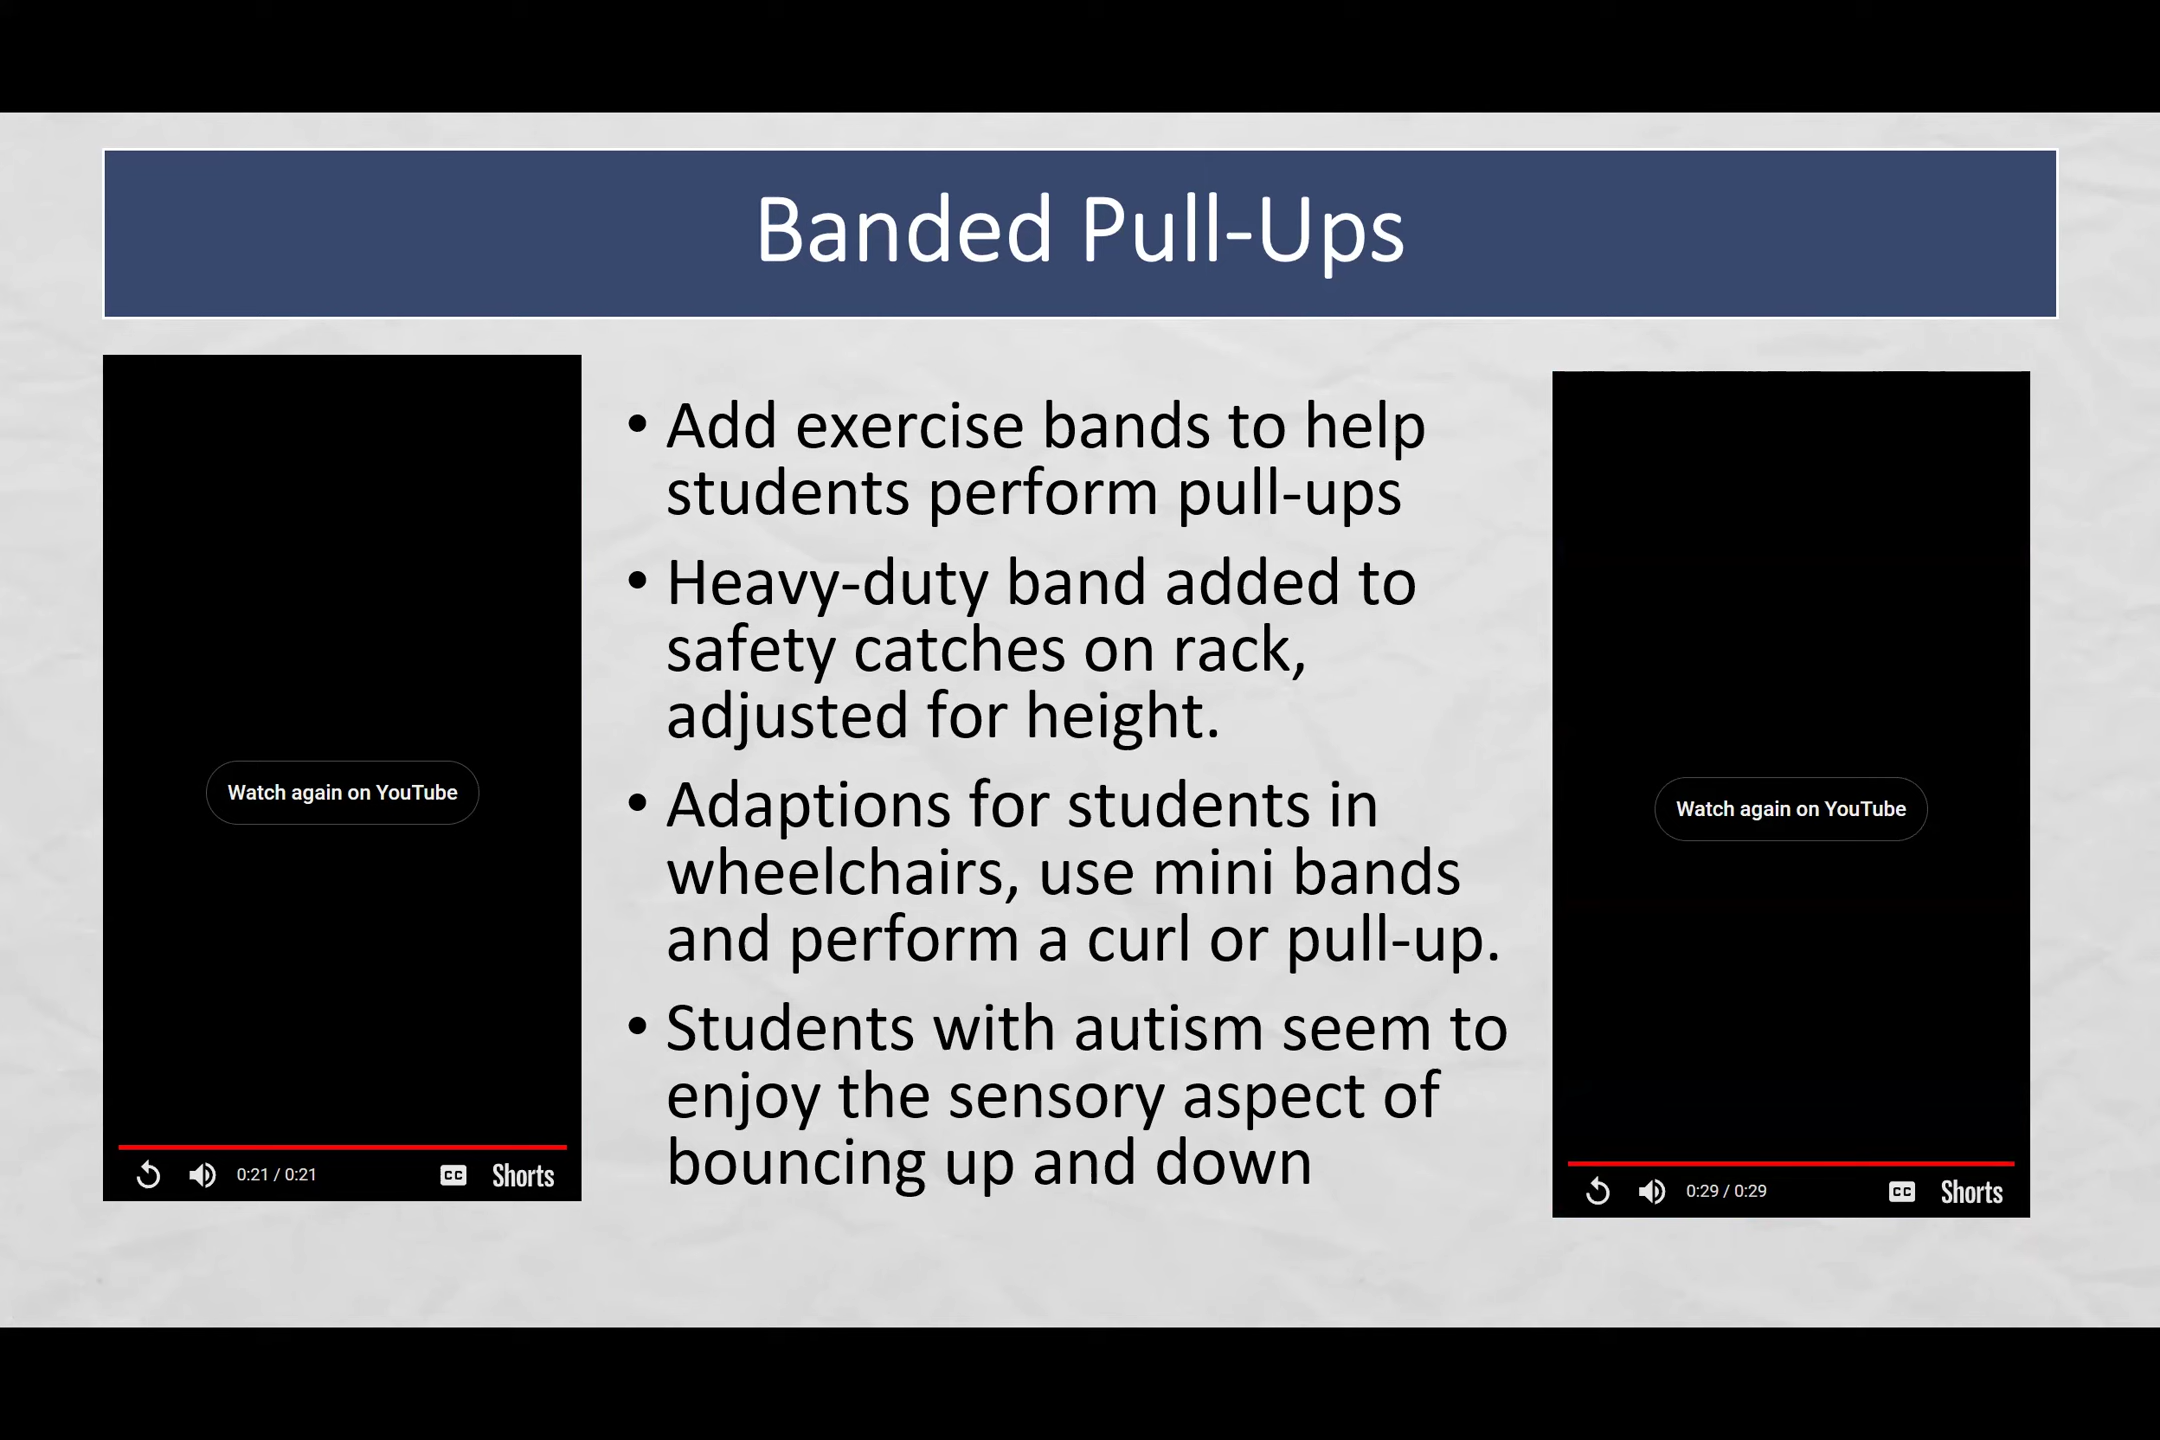 Banded Pull-Ups
• Add exercise bands to help
students perform pull-ups
• Heavy-duty band added to
safety catches on rack,
adjusted for height.
• Adaptions for students in
wheelchairs, use mini bands
and perform a curl or pull-up.
• Students with autism seem to
enjoy the sensory aspect of
bouncing up and down
Watch again on YouTube
0:21 / 0:21 CC Shorts
Watch again on YouTube
0:29 / 0:29 CC Shorts